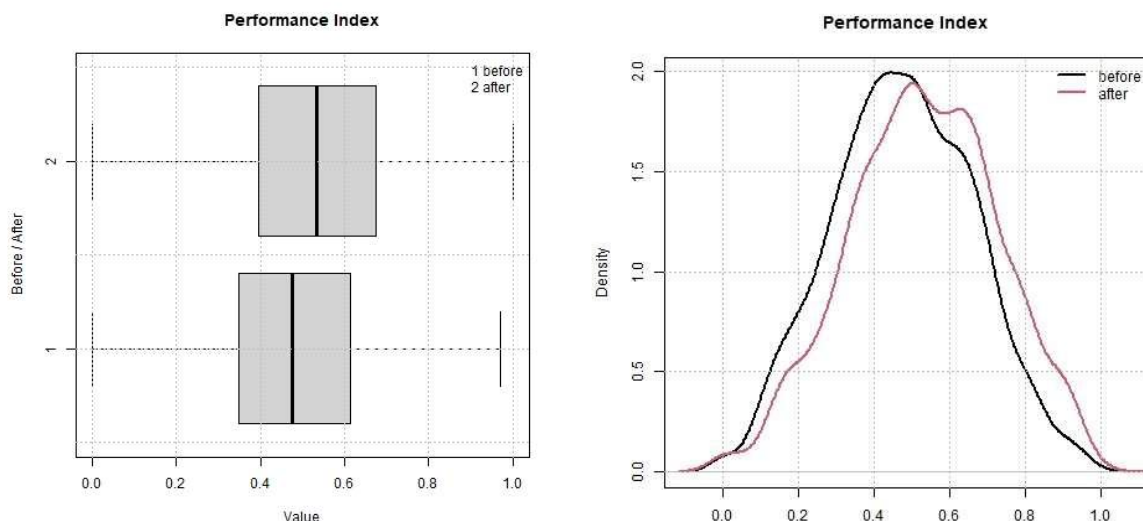 Performance Index
1 before
2 after
2
1
Before / After
0.0 0.2 0.4 0.6 0.8 1.0
Value
Performance Index
before
after
2.0
1.5
1.0
0.5
0.0
Density
0.0 0.2 0.4 0.6 0.8 1.0